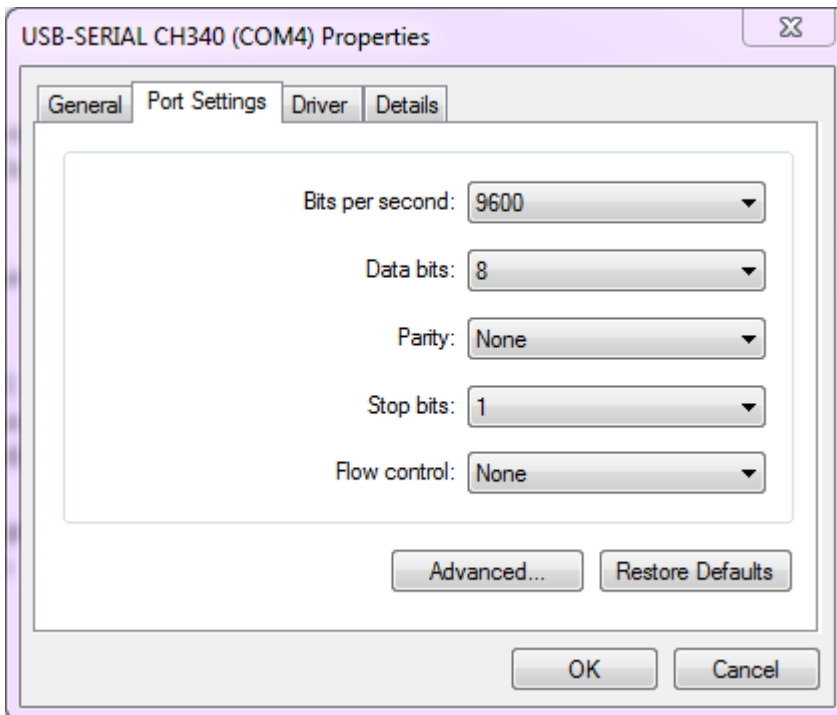 USB-SERIAL CH340 (COM4) Properties
General Port Settings Driver Details
Bits per second: 9600
Data bits: 8
Parity: None
Stop bits: 1
Flow control: None
Advanced... Restore Defaults
OK Cancel